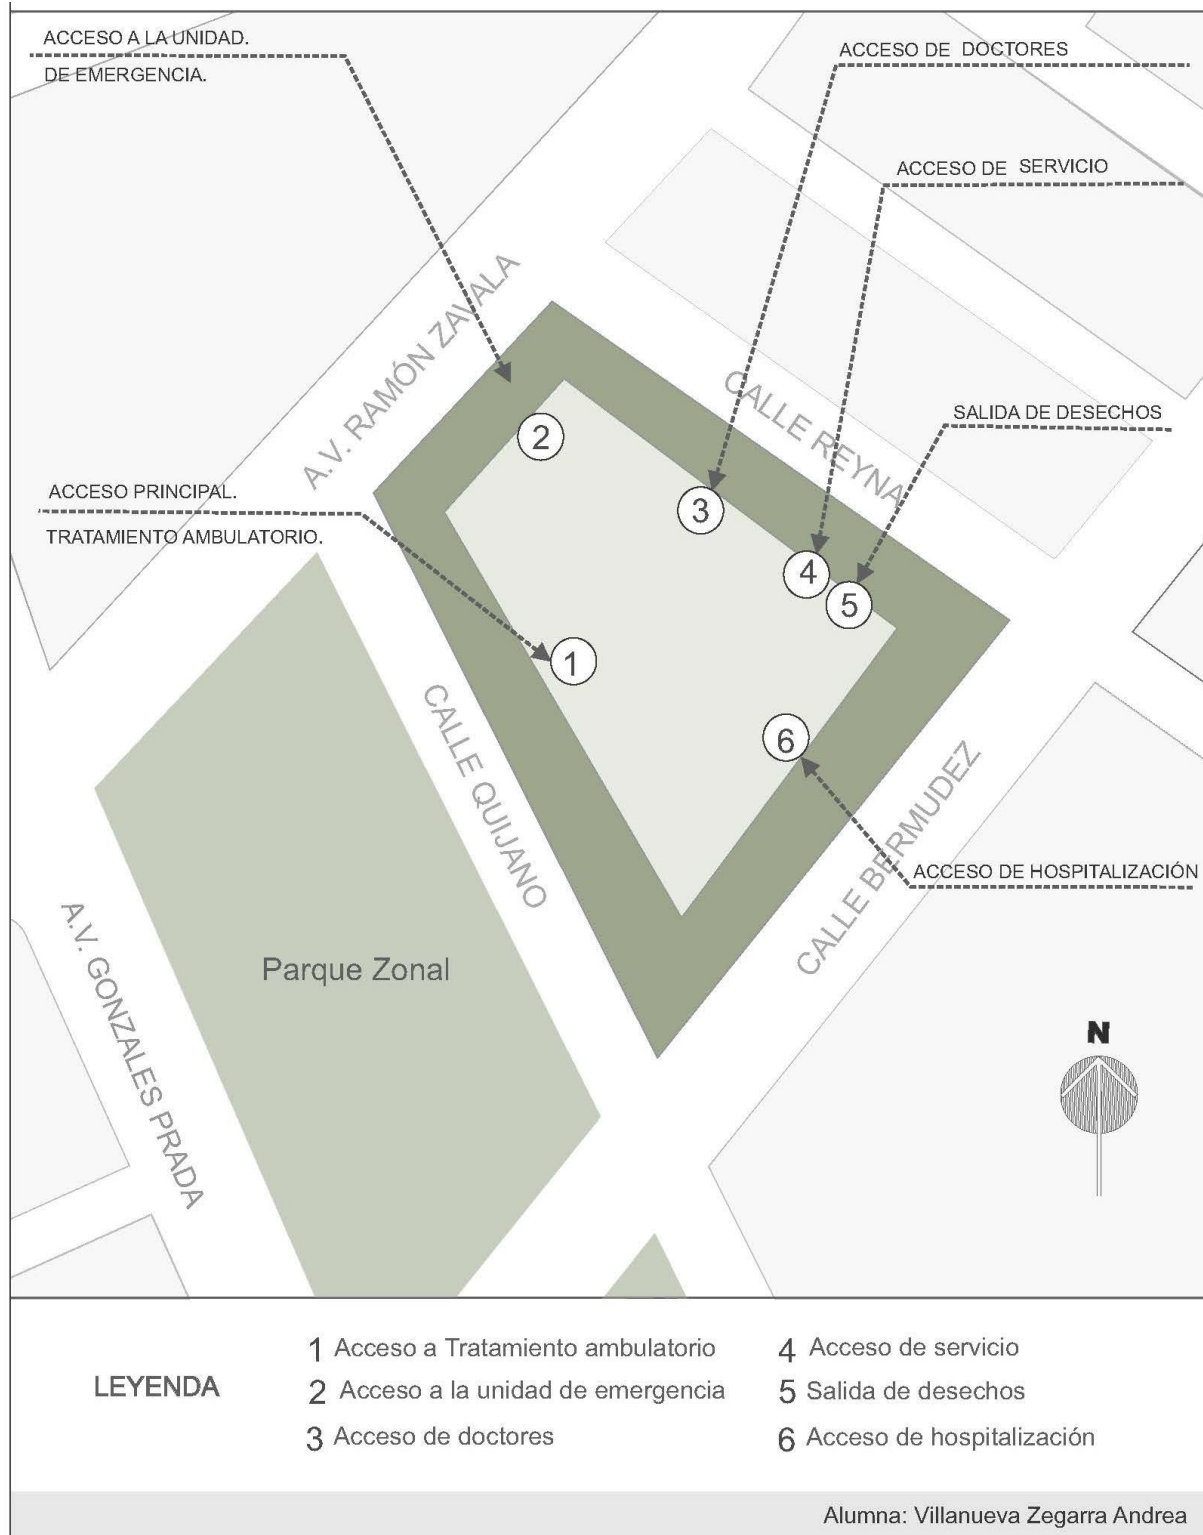 ACCESO A LA UNIDAD.
DE EMERGENCIA.
ACCESO DE DOCTORES
ACCESO DE SERVICIO
A.V. RAMÓN ZAVALA
CALLE REYNA
SALIDA DE DESECHOS
2
ACCESO PRINCIPAL.
TRATAMIENTO AMBULATORIO.
3
4
5
1
CALLE QUIJANO
6
CALLE BERMUDEZ
ACCESO DE HOSPITALIZACIÓN
A.V. GONZALES PRADA
Parque Zonal
N
LEYENDA
1 Acceso a Tratamiento ambulatorio
2 Acceso a la unidad de emergencia
3 Acceso de doctores
4 Acceso de servicio
5 Salida de desechos
6 Acceso de hospitalización
Alumna: Villanueva Zegarra Andrea